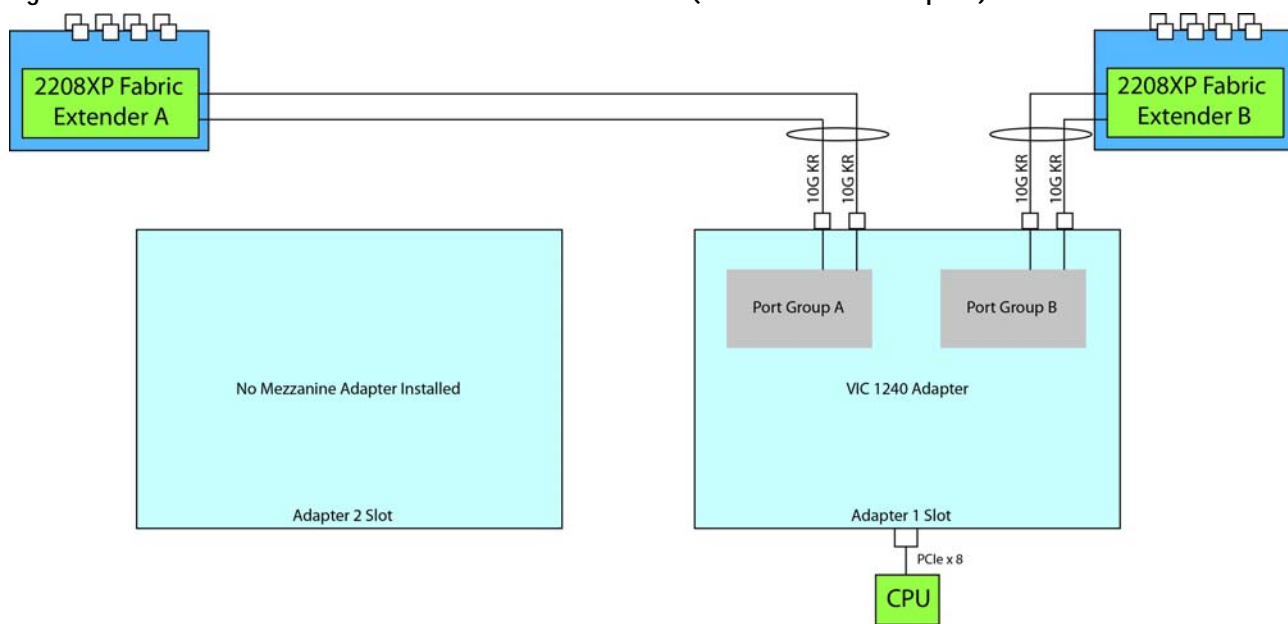 2208XP Fabric
Extender A
2208XP Fabric
Extender B
10G KR
10G KR
10G KR
10G KR
Port Group A
Port Group B
No Mezzanine Adapter Installed
VIC 1240 Adapter
Adapter 2 Slot
Adapter 1 Slot
PCIe x 8
CPU